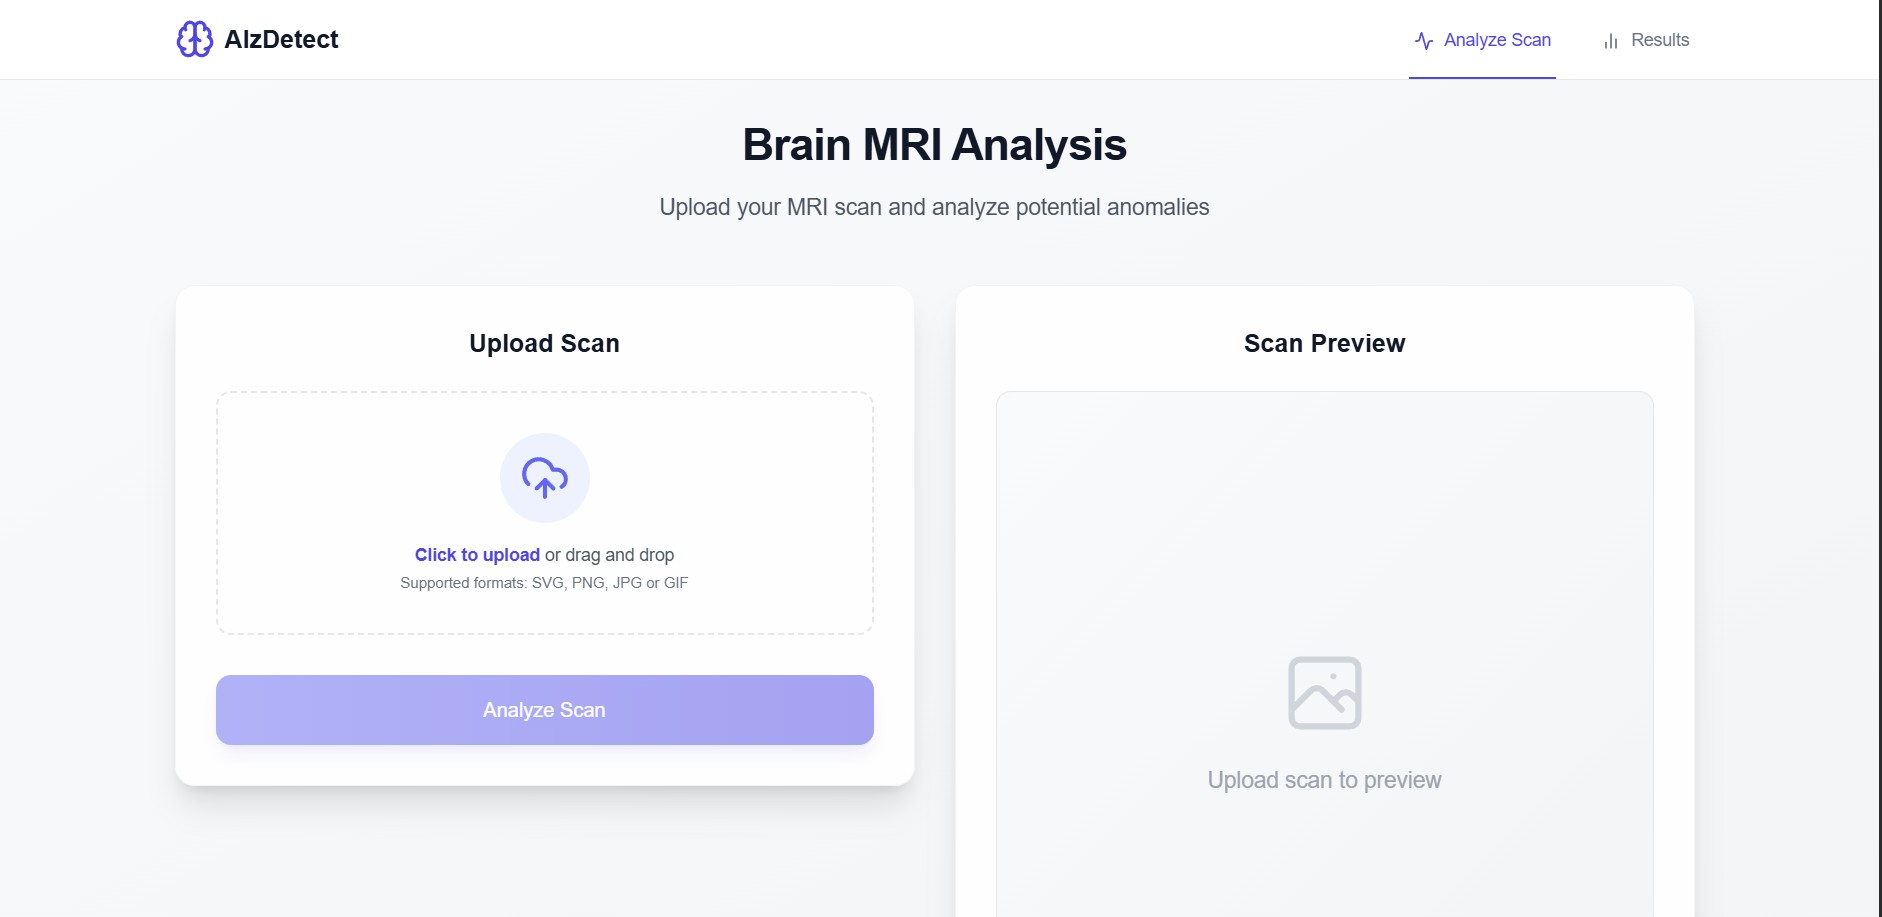 AlzDetect
Analyze Scan
Results
Brain MRI Analysis
Upload your MRI scan and analyze potential anomalies
Upload Scan
Click to upload or drag and drop
Supported formats: SVG, PNG, JPG or GIF
Analyze Scan
Scan Preview
Upload scan to preview